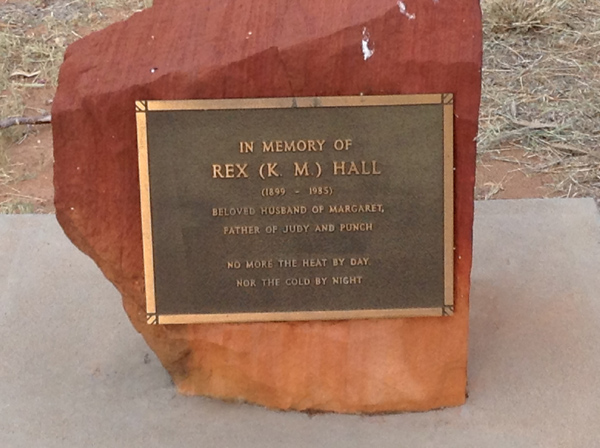 IN MEMORY OF
REX (K. M.) HALL
(1899 - 1985)
BELOVED HUSBAND OF MARGARET,
FATHER OF JUDY AND PUNCH
NO MORE THE HEAT BY DAY
NOR THE COLD BY NIGHT